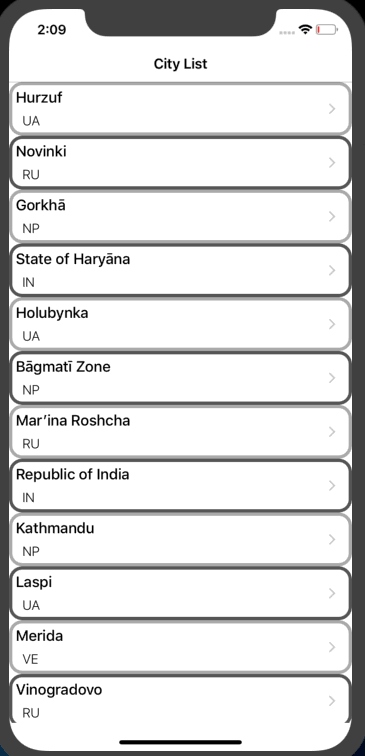 2:09
City List
Hurzuf
UA
Novinki
RU
Gorkhā
NP
State of Haryāna
IN
Holubynka
UA
Bāgmatī Zone
NP
Mar’ina Roshcha
RU
Republic of India
IN
Kathmandu
NP
Laspi
UA
Merida
VE
Vinogradovo
RU